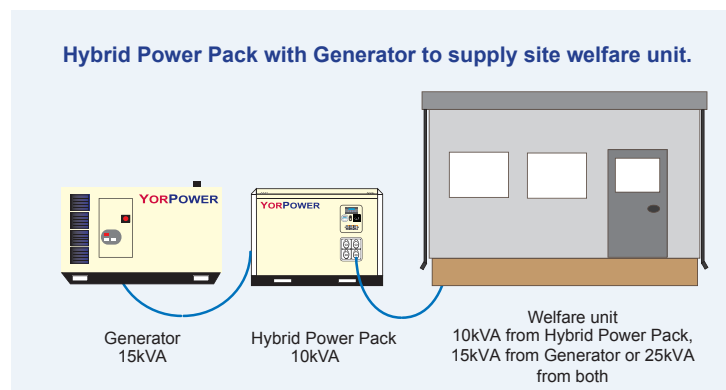 Hybrid Power Pack with Generator to supply site welfare unit.
YORPOWER
YORPOWER
Generator
15kVA
Hybrid Power Pack
10kVA
Welfare unit
10kVA from Hybrid Power Pack,
15kVA from Generator or 25kVA
from both